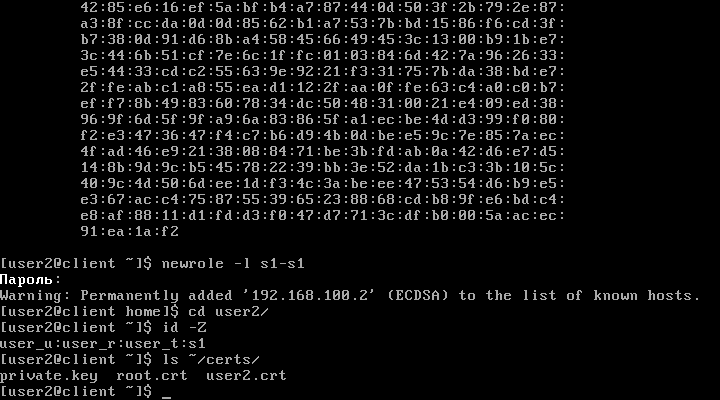 42:85:e6:16:ef:5a:bf:b4:a7:87:44:0d:50:3f:2b:79:2e:87:
a3:8f:cc:da:0d:0d:85:62:b1:a7:53:7b:bd:15:86:f6:cd:3f:
b7:38:0d:91:d6:8b:a4:58:45:66:49:45:3c:13:00:b9:1b:e7:
3c:44:6b:51:cf:7e:6c:1f:fc:01:03:84:6d:42:7a:96:26:33:
e5:44:33:cd:c2:55:63:9e:92:21:f3:31:75:7b:da:38:bd:e7:
2f:fe:ab:c1:a8:55:ea:d1:12:2f:aa:0f:fe:63:c4:a0:c0:b7:
ef:f7:8b:49:83:60:78:34:dc:50:48:31:00:21:e4:09:ed:38:
96:9f:6d:5f:9f:a9:6a:83:86:5f:a1:ec:be:4d:d3:99:f0:80:
f2:e3:47:36:47:f4:c7:b6:d9:4b:0d:be:e5:9c:7e:85:7a:ec:
4f:ad:46:e9:21:38:08:84:71:be:3b:fd:ab:0a:42:d6:e7:d5:
14:8b:9d:9c:b5:45:78:22:39:bb:3e:52:da:1b:c3:3b:10:5c:
40:9c:4d:50:6d:ee:1d:f3:4c:3a:be:ee:47:53:54:d6:b9:e5:
e3:67:ac:c4:75:87:55:39:65:23:88:68:cd:b8:9f:e6:bd:c4:
e8:af:88:11:d1:fd:d3:f0:47:d7:71:3c:df:b0:00:5a:ac:ec:
91:ea:1a:f2
[user2@client ~]$ newrole -l s1-s1
Пароль:
Warning: Permanently added '192.168.100.2' (ECDSA) to the list of known hosts.
[user2@client home]$ cd user2/
[user2@client ~]$ id -Z
user_u:user_r:user_t:s1
[user2@client ~]$ ls ~/certs/
private.key  root.crt  user2.crt
[user2@client ~]$ _